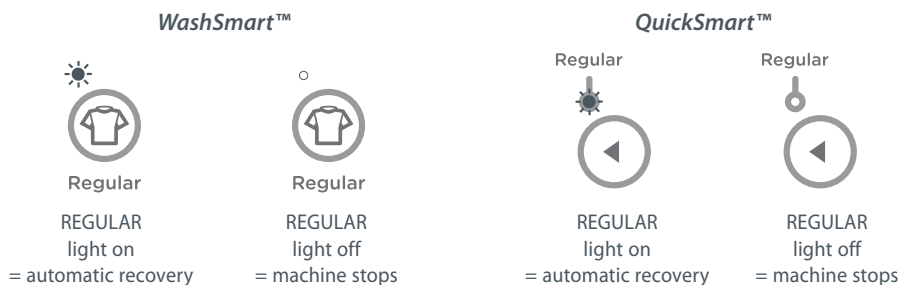 WashSmart™
QuickSmart™
Regular
Regular
Regular
Regular
REGULAR
light on
= automatic recovery
REGULAR
light off
= machine stops
REGULAR
light on
= automatic recovery
REGULAR
light off
= machine stops